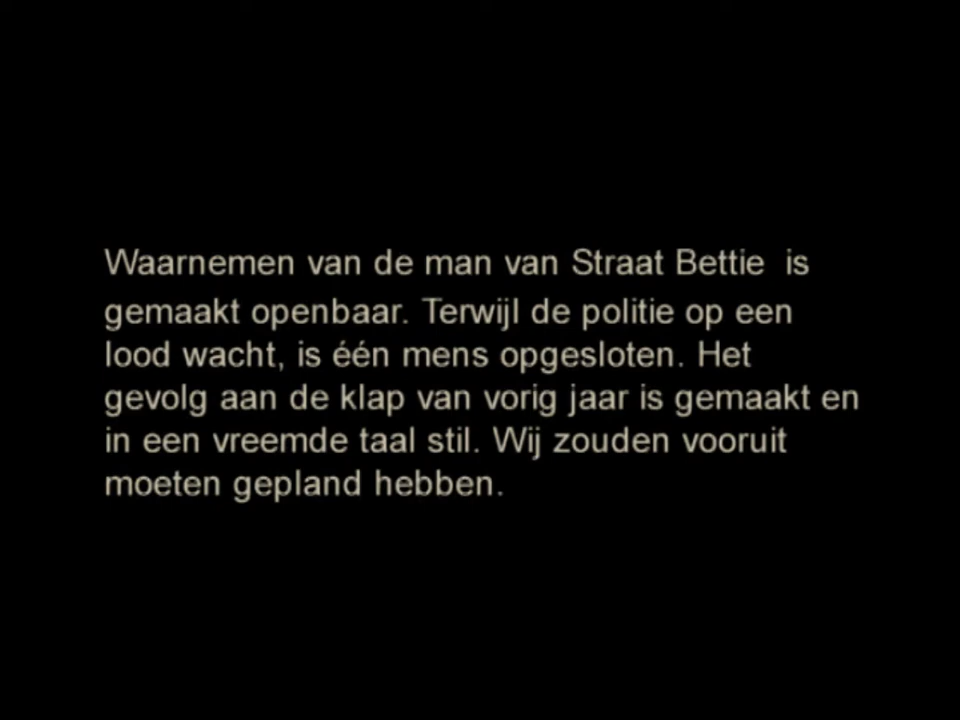 Waarnemen van de man van Straat Bettie  is
gemaakt openbaar. Terwijl de politie op een
lood wacht, is één mens opgesloten. Het
gevolg aan de klap van vorig jaar is gemaakt en
in een vreemde taal stil. Wij zouden vooruit
moeten gepland hebben.